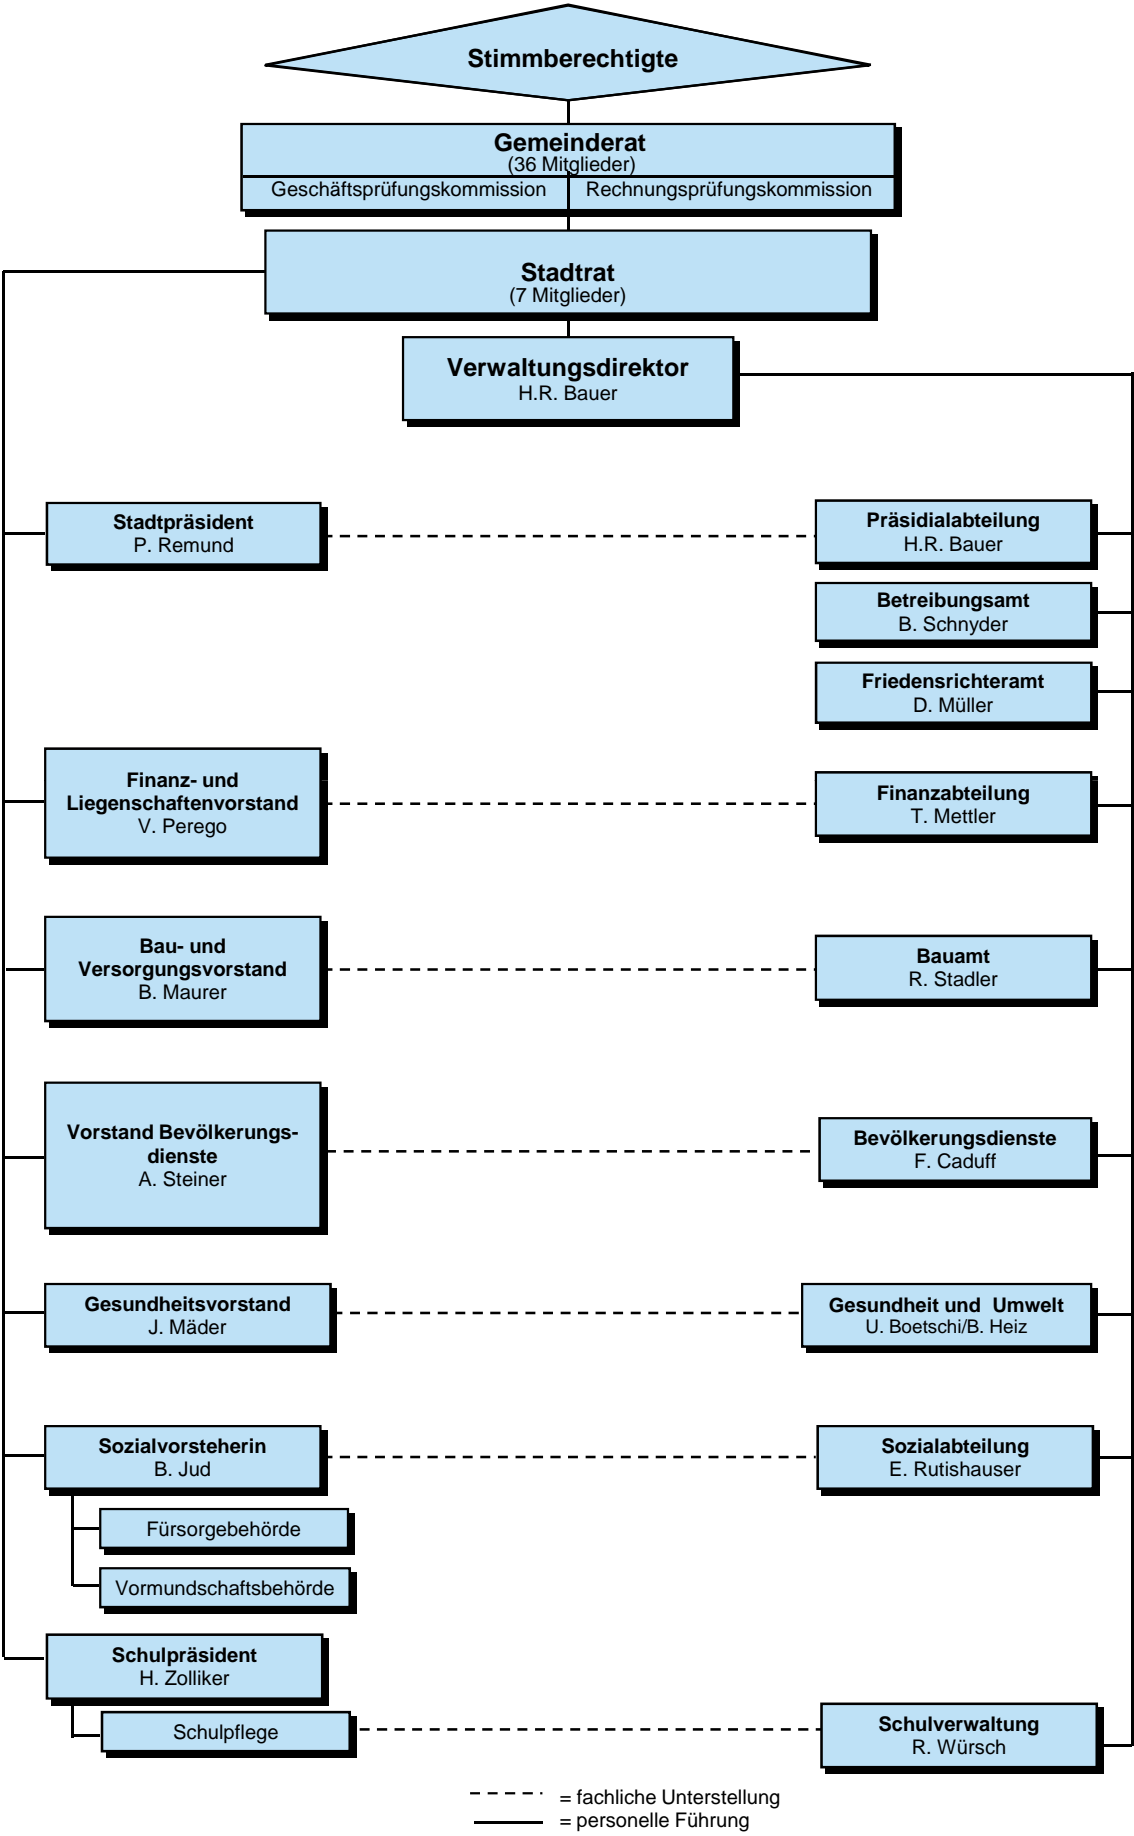 Stimmberechtigte
Gemeinderat
(36 Mitglieder)
Geschäftsprüfungskommission
Rechnungsprüfungskommission
Stadtrat
(7 Mitglieder)
Verwaltungsdirektor
H.R. Bauer
Stadtpräsident
P. Remund
Präsidialabteilung
H.R. Bauer
Betreibungsamt
B. Schnyder
Friedensrichteramt
D. Müller
Finanz- und
Liegenschaftenvorstand
V. Perego
Finanzabteilung
T. Mettler
Bau- und
Versorgungsvorstand
B. Maurer
Bauamt
R. Stadler
Vorstand Bevölkerungs-
dienste
A. Steiner
Bevölkerungsdienste
F. Caduff
Gesundheitsvorstand
J. Mäder
Gesundheit und Umwelt
U. Boetschi/B. Heiz
Sozialvorsteherin
B. Jud
Sozialabteilung
E. Rutishauser
Fürsorgebehörde
Vormundschaftsbehörde
Schulpräsident
H. Zolliker
Schulpflege
Schulverwaltung
R. Würsch
= fachliche Unterstellung
= personelle Führung